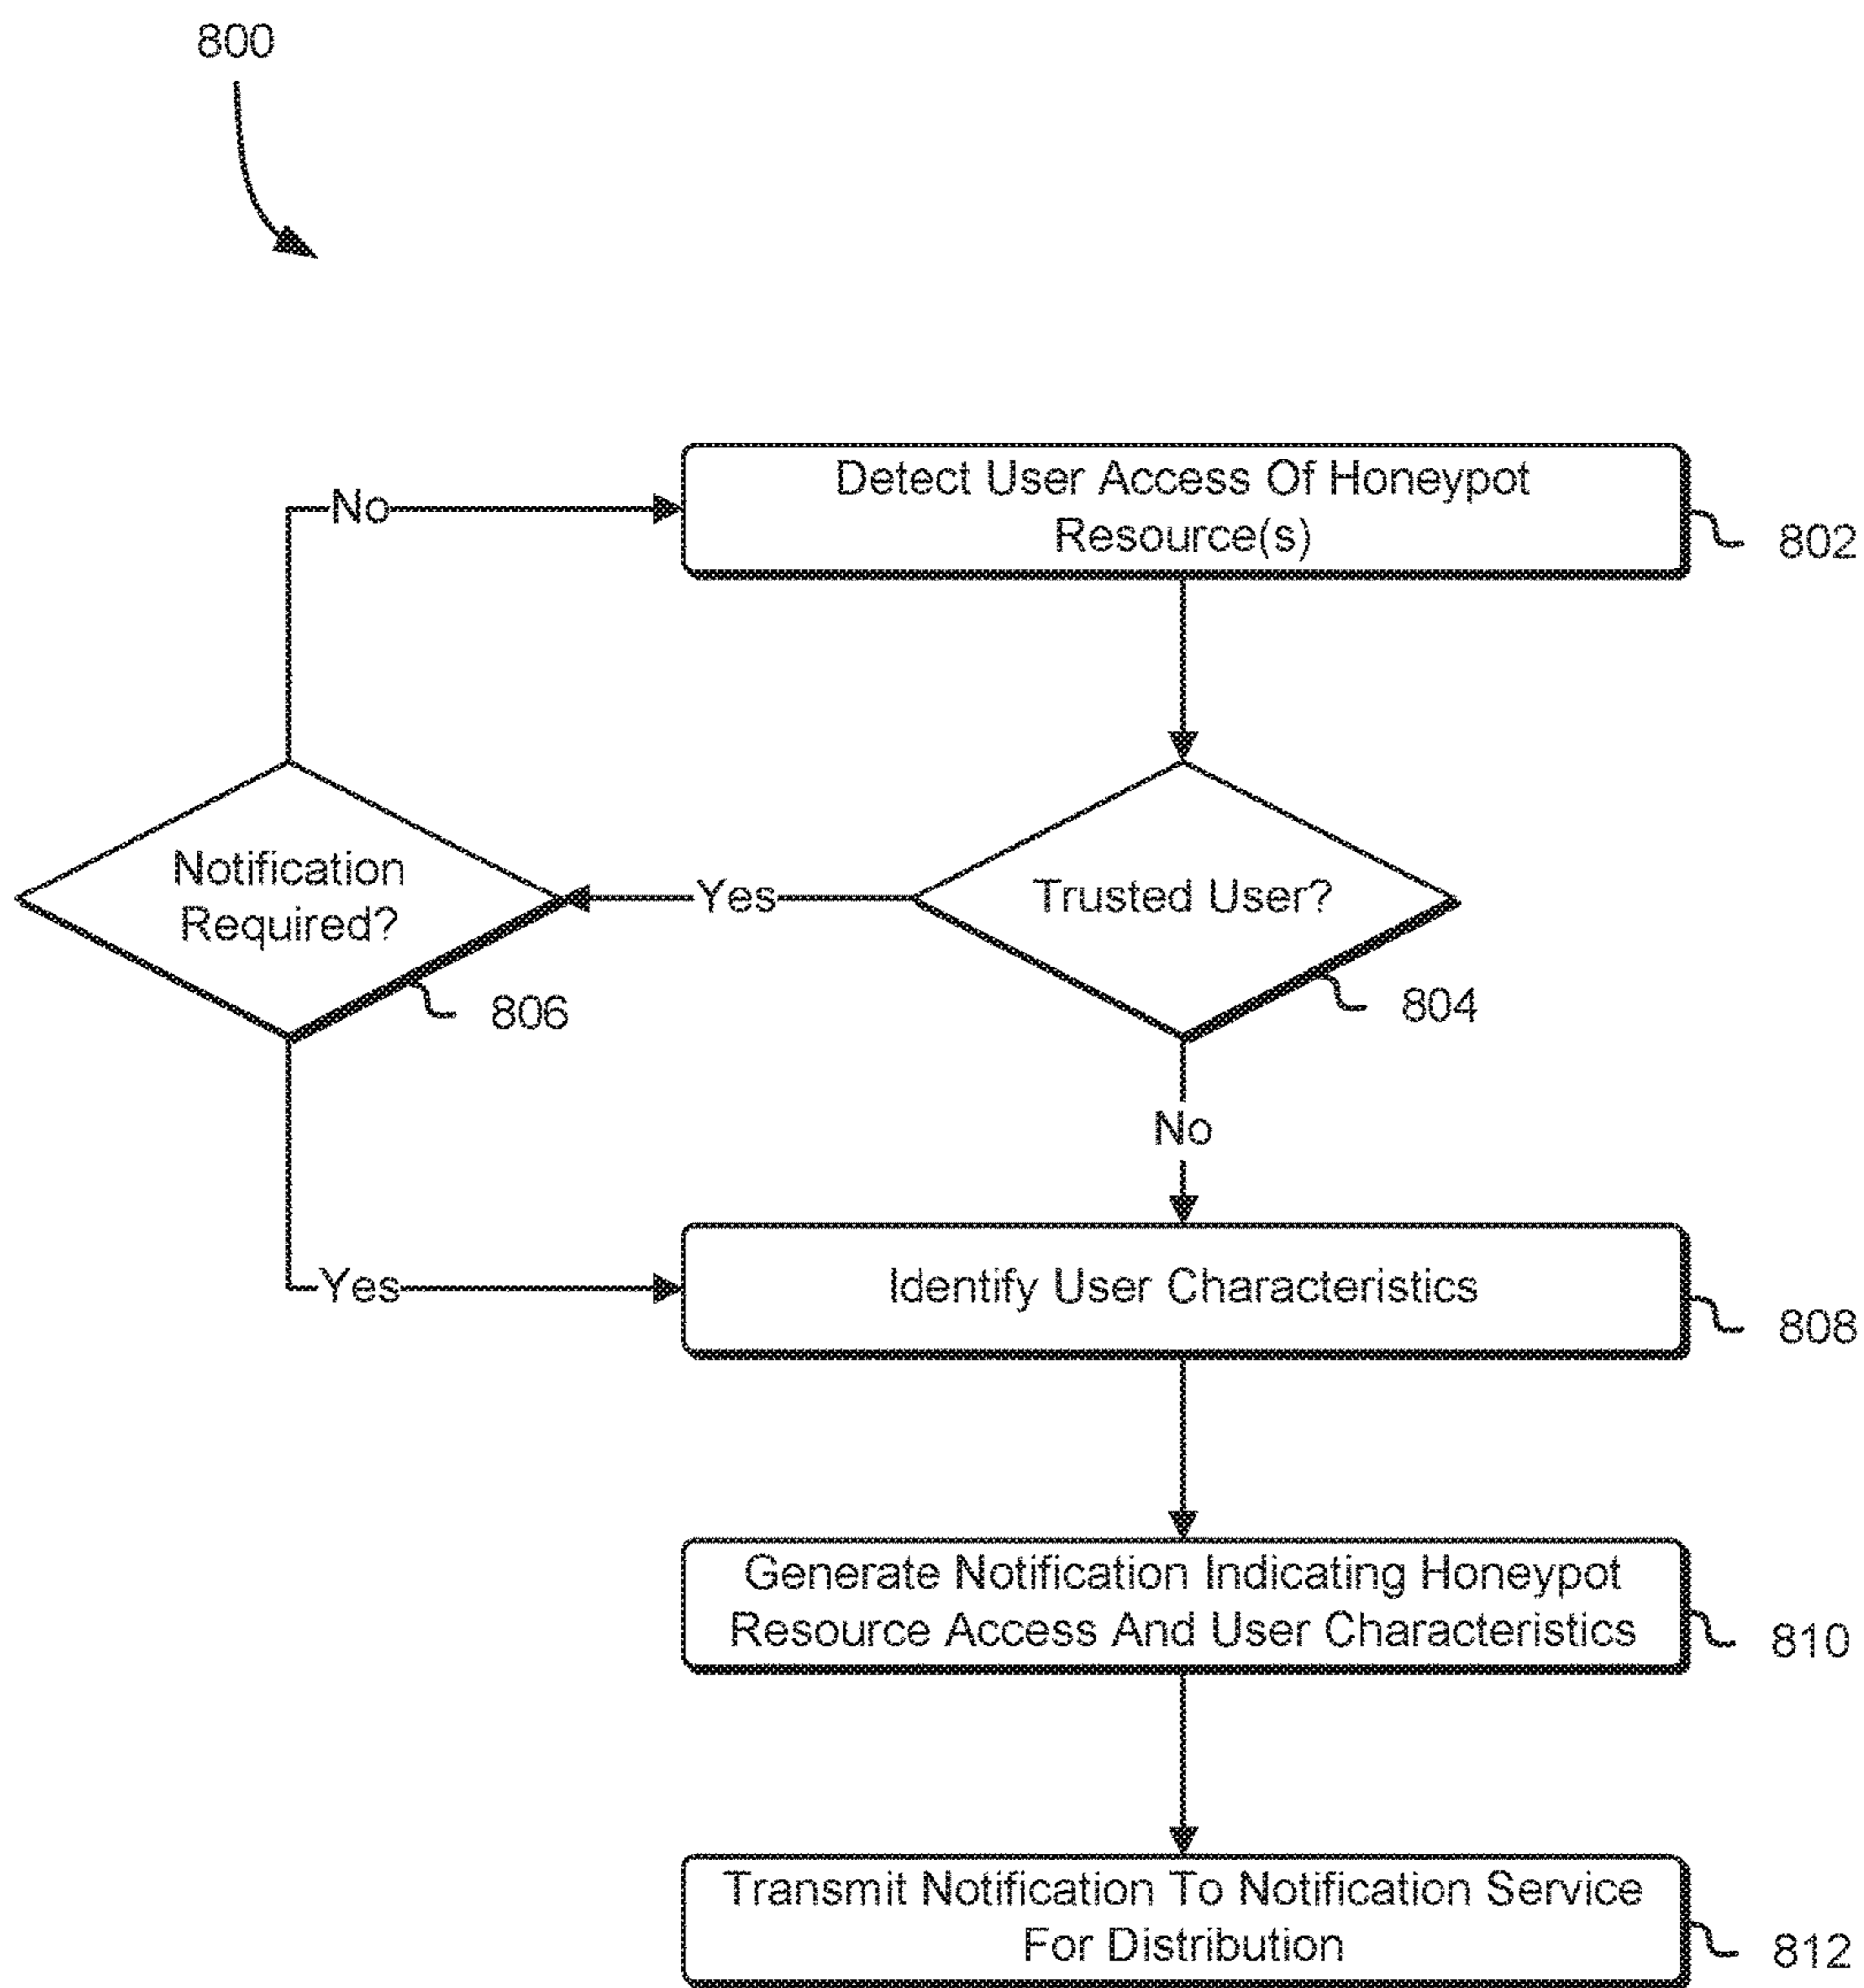 800
Detect User Access Of Honeypot
Resource(s)
802
No
Notification
Required?
806
Yes
Trusted User?
804
No
Yes
Identify User Characteristics
808
Generate Notification Indicating Honeypot
Resource Access And User Characteristics
810
Transmit Notification To Notification Service
For Distribution
812